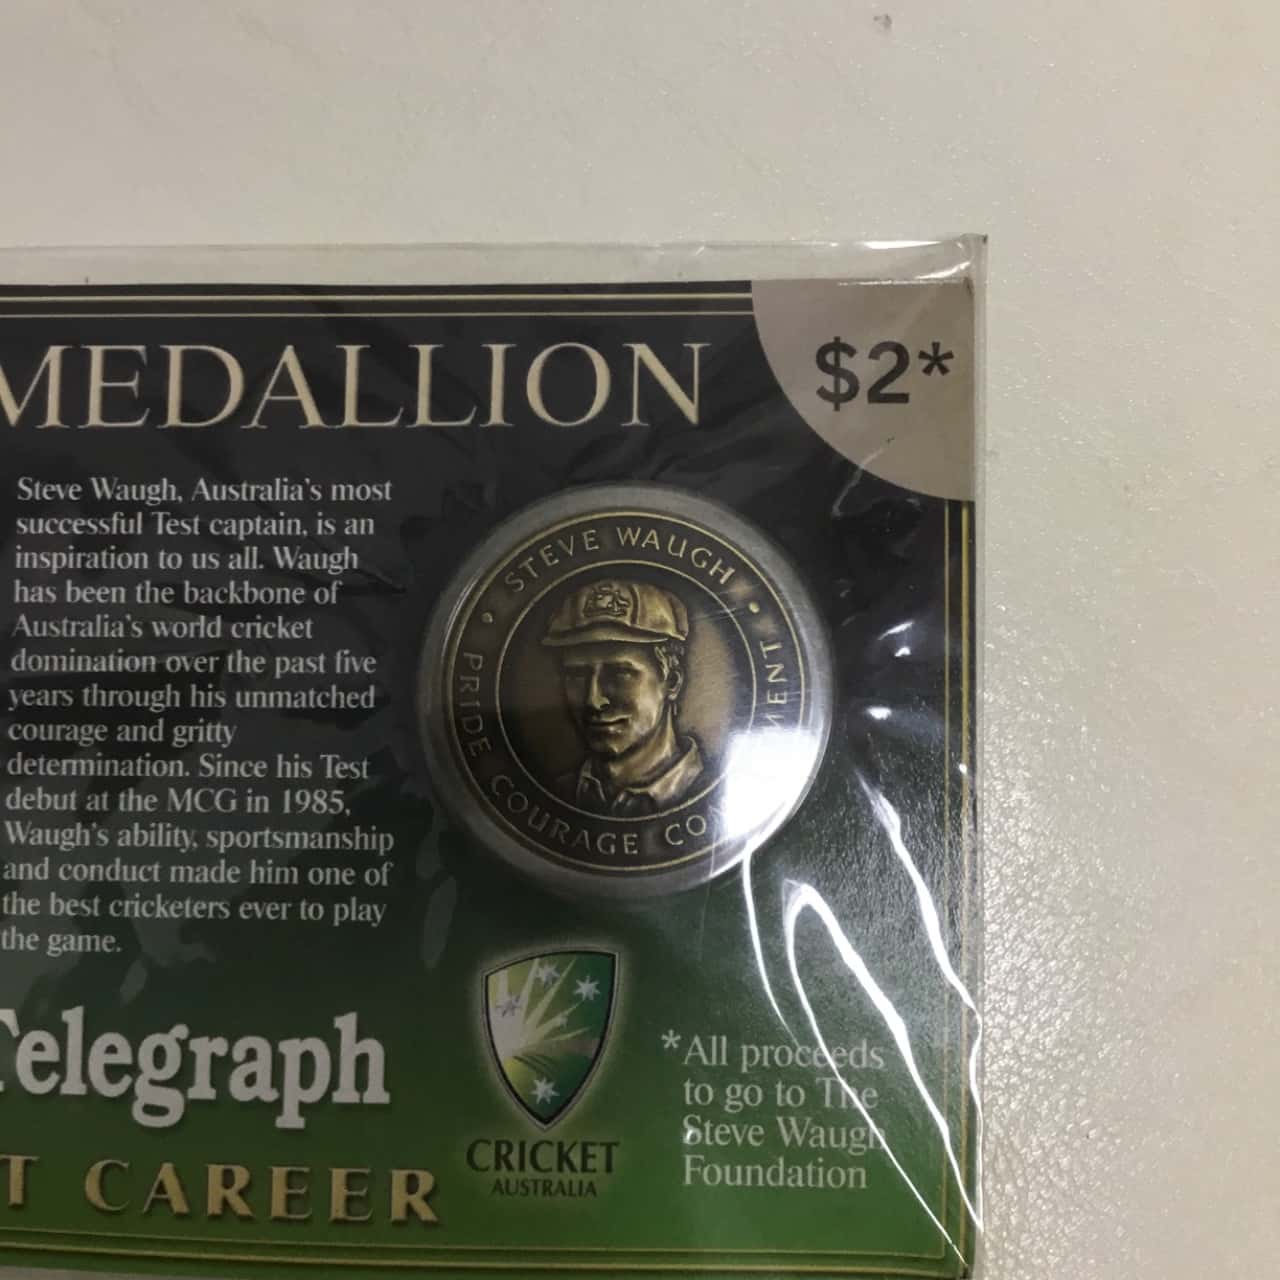 MEDALLION
$2*
Steve Waugh, Australia's most
successful Test captain, is an
inspiration to us all. Waugh
has been the backbone of
Australia's world cricket
domination over the past five
years through his unmatched
courage and gritty
determination. Since his Test
debut at the MCG in 1985,
Waugh's ability, sportsmanship
and conduct made him one of
the best cricketers ever to play
the game.
• STEVE WAUGH •
PRIDE COURAGE
Telegraph
CRICKET
AUSTRALIA
*All proceeds
to go to The
Steve Waugh
Foundation
T CAREER